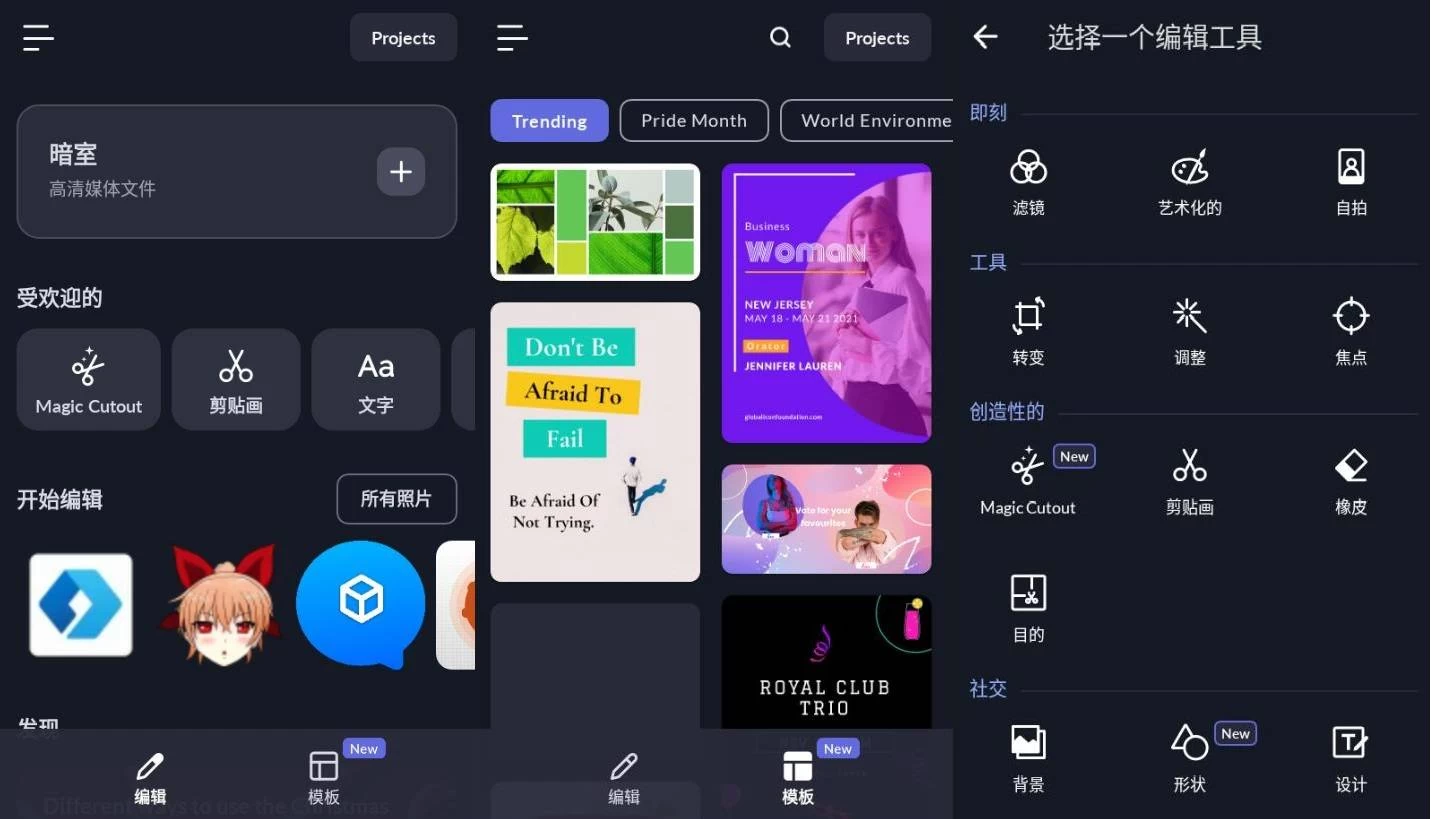 Projects
暗室
高清媒体文件
受欢迎的
Magic Cutout
剪贴画
Aa
文字
开始编辑
所有照片
发现
Different ways to use the Christmas
New
编辑
模板
Projects
Trending
Pride Month
World Environme
Business
Woman
NEW JERSEY
MAY 18 - MAY 21 2021
Orator
JENNIFER LAUREN
globaliconfoundation.com
Don't Be
Afraid To
Fail
Be Afraid Of
Not Trying.
Vote for your
favourites
ROYAL CLUB
TRIO
New
编辑
模板
选择一个编辑工具
即刻
滤镜
艺术化的
自拍
工具
转变
调整
焦点
创造性的
Magic Cutout
New
剪贴画
橡皮
目的
社交
背景
形状
New
设计